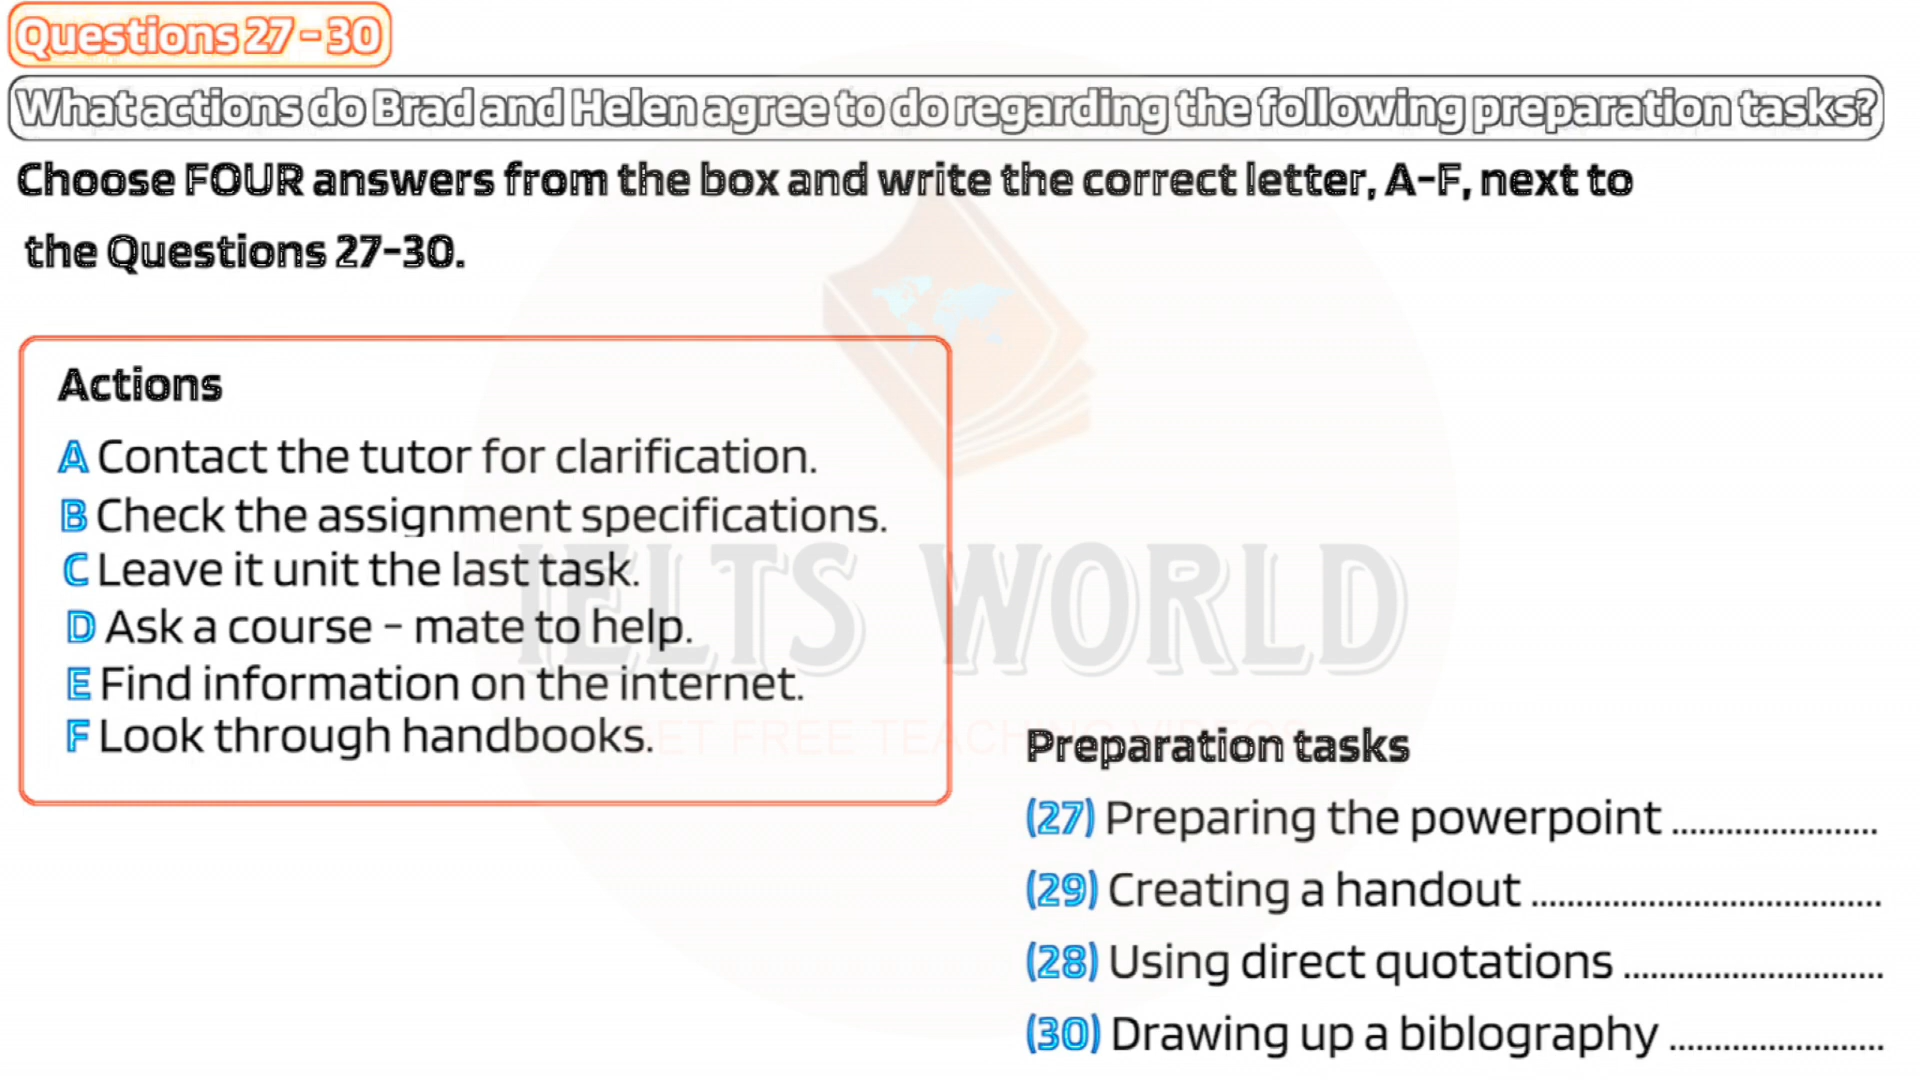 Questions 27 - 30
What actions do Brad and Helen agree to do regarding the following preparation tasks?
Choose FOUR answers from the box and write the correct letter, A-F, next to
the Questions 27-30.
Actions
A Contact the tutor for clarification.
B Check the assignment specifications.
C Leave it unit the last task.
D Ask a course - mate to help.
E Find information on the internet.
F Look through handbooks.
IELTS WORLD
GET FREE TEACHING VIDEOS
Preparation tasks
(27) Preparing the powerpoint .......................
(29) Creating a handout .......................................
(28) Using direct quotations .............................
(30) Drawing up a biblography ........................